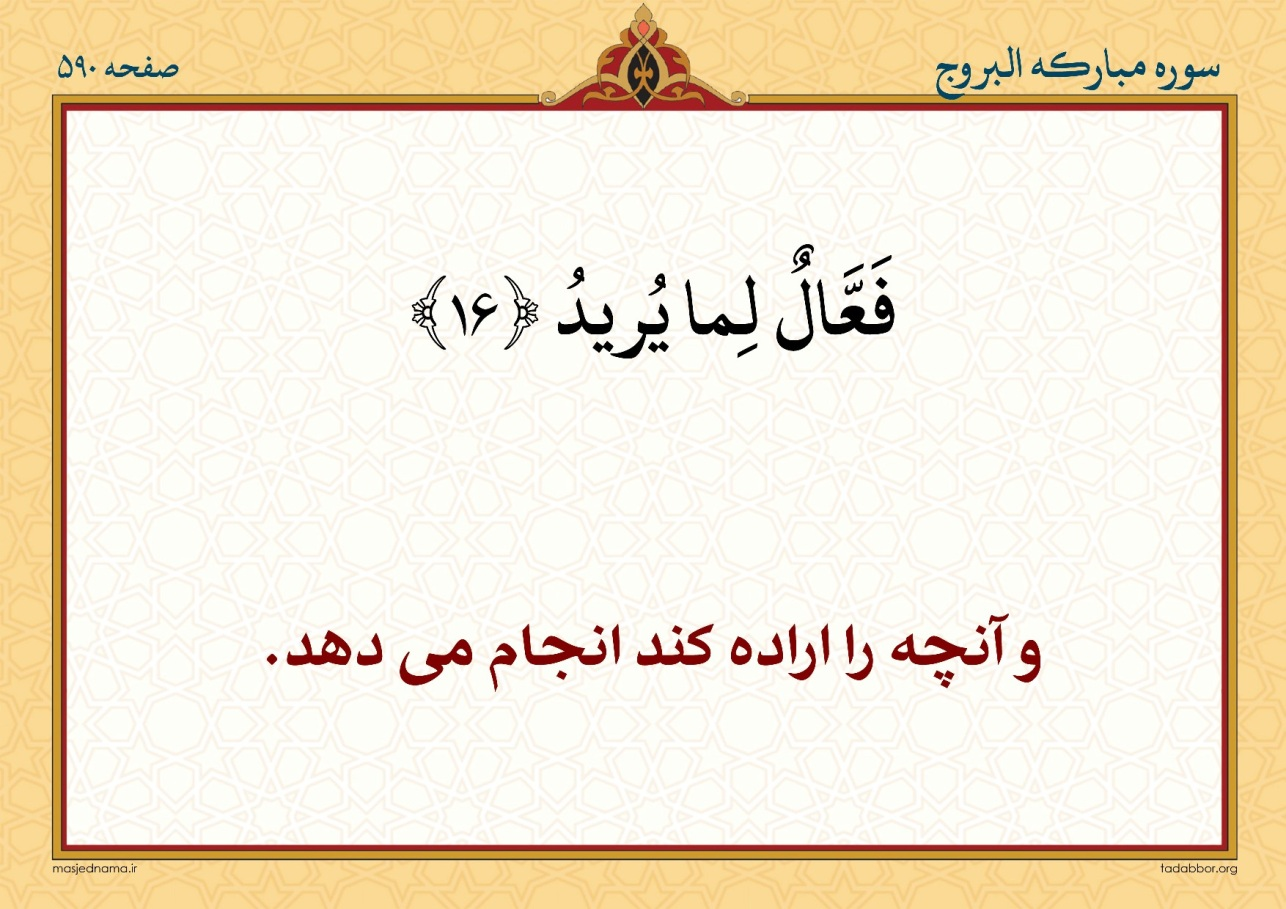 سوره مبارکه البروج
صفحه ۵۹۰
فَعَّالٌ لِما يُريدُ ﴿۱۶﴾
و آنچه را اراده کند انجام می دهد.
masjednama.ir
tadabbor.org